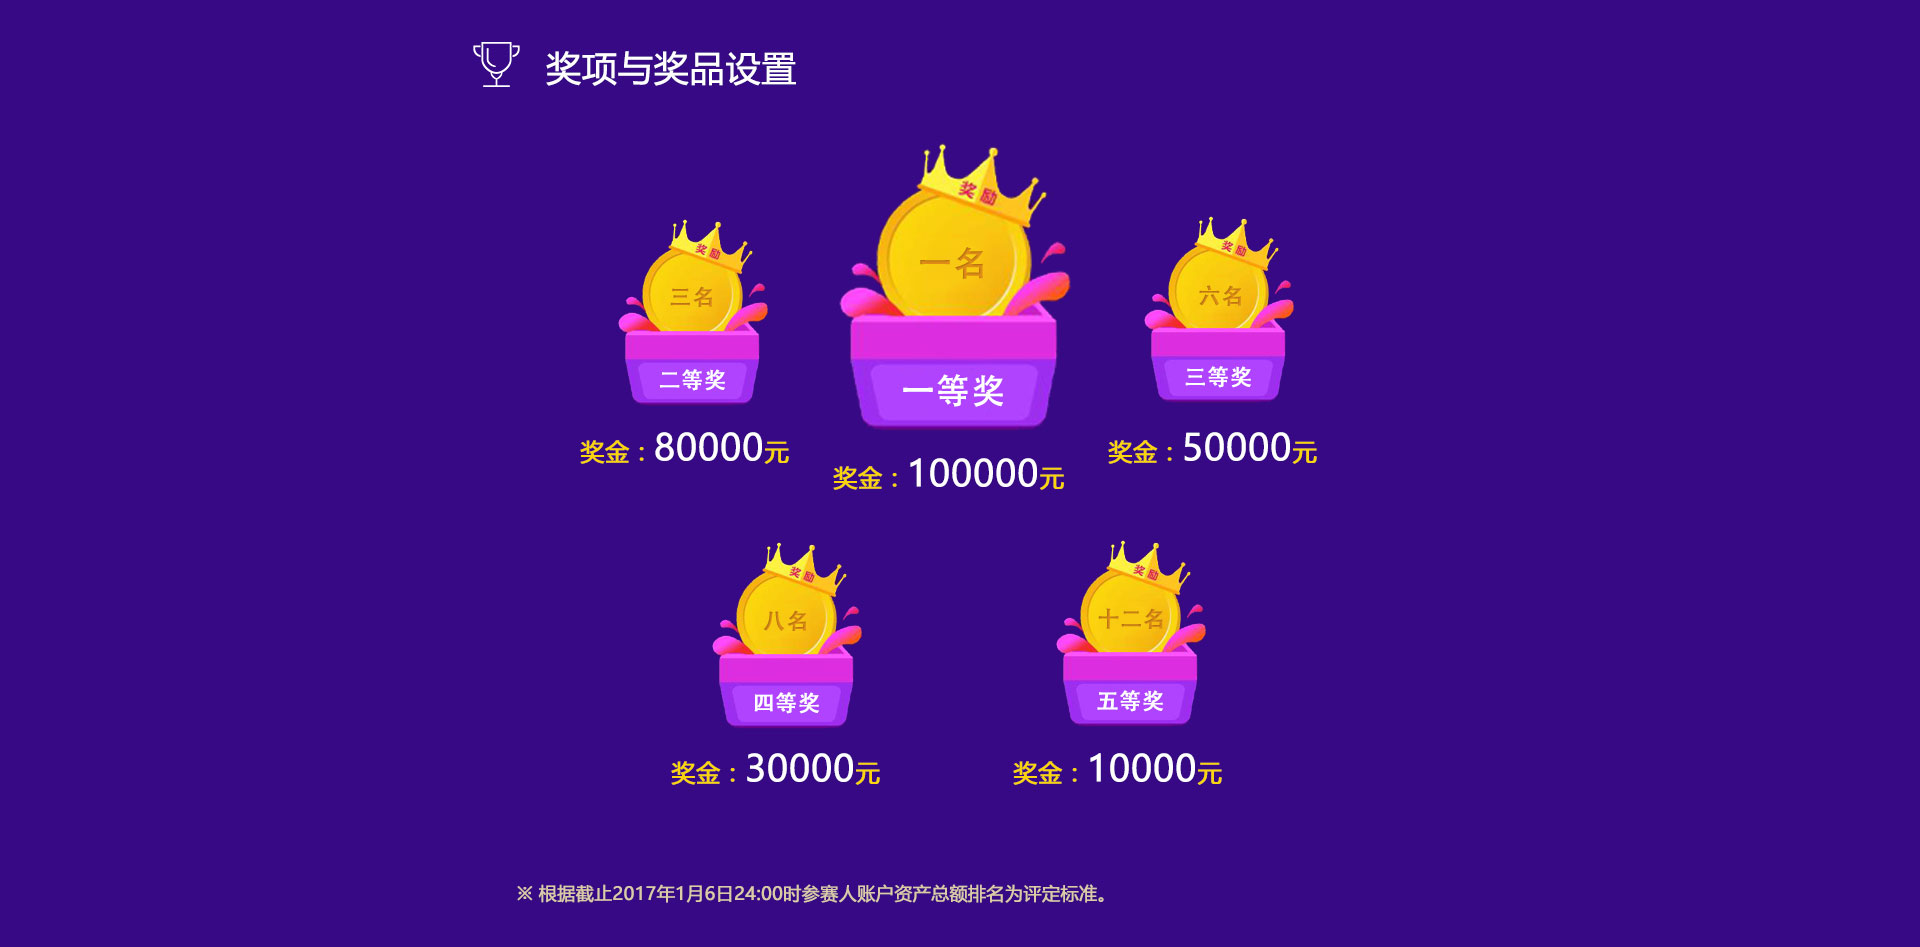 奖项与奖品设置
奖励
三名
二等奖
奖金：80000元
奖励
一名
一等奖
奖金：100000元
奖励
六名
三等奖
奖金：50000元
奖励
八名
四等奖
奖金：30000元
奖励
十二名
五等奖
奖金：10000元
※ 根据截止2017年1月6日24:00时参赛人账户资产总额排名为评定标准。